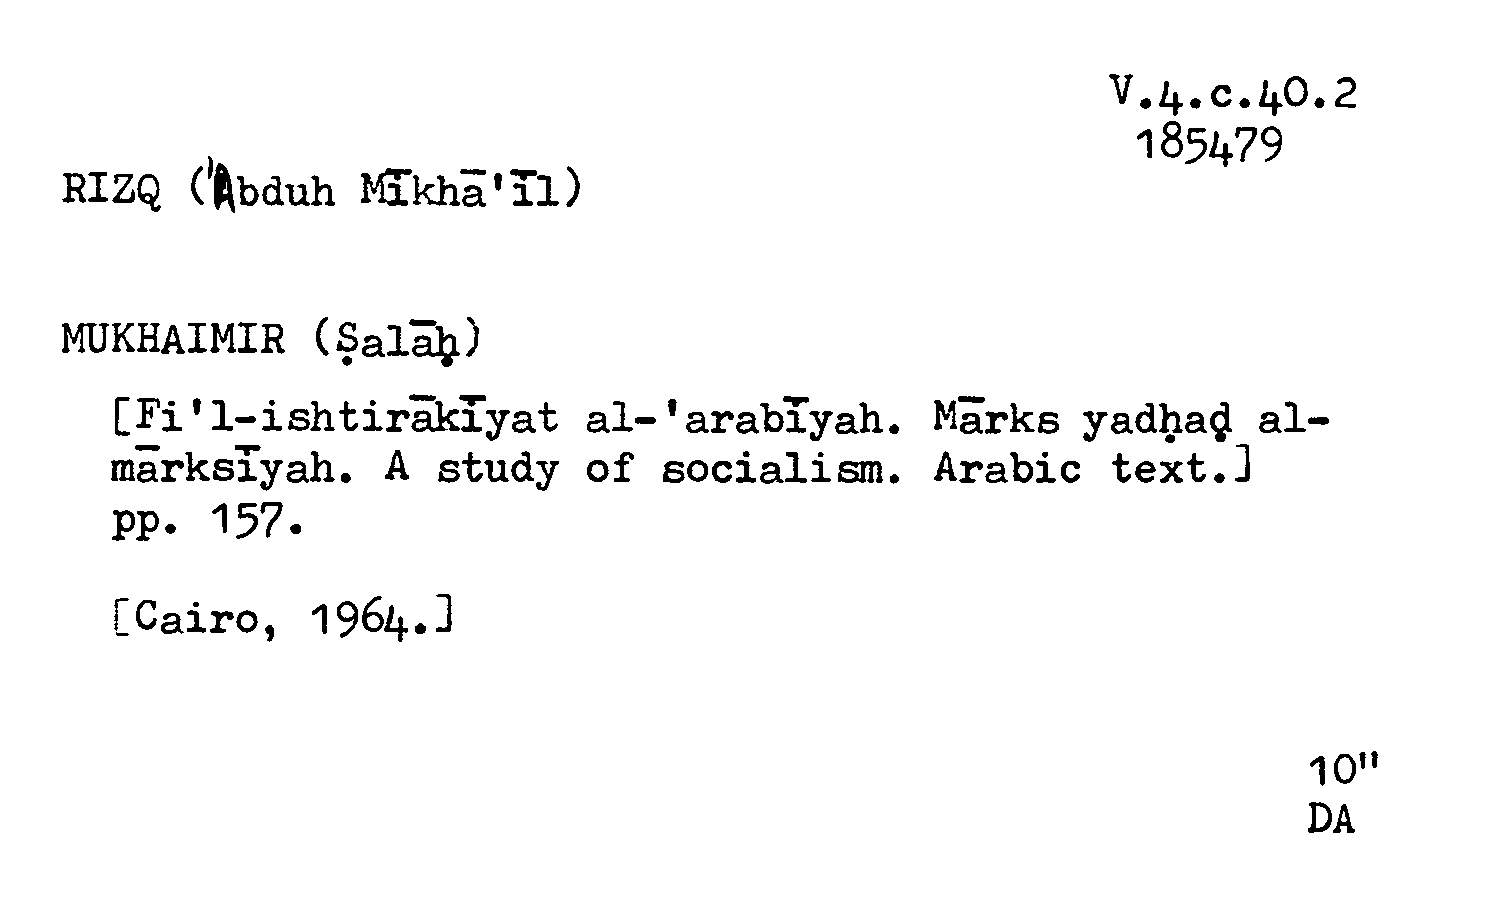 V.4.c.40.2
185479
RIZQ ('Abduh Mīkhā'īl)
MUKHAIMIR (Ṣalāḥ)
[Fi'l-ishtirākīyat al-'arabīyah. Mārks yadḥaḍ al-
mārksīyah. A study of socialism. Arabic text.]
pp. 157.
[Cairo, 1964.]
10"
DA